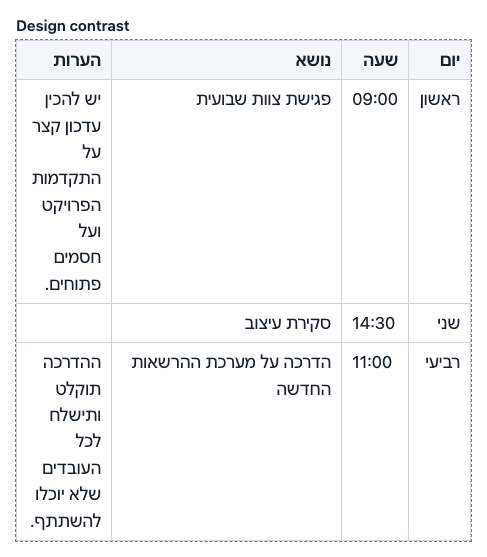 Design contrast
יום שעה נושא הערות
ראשון 09:00 פגישת צוות שבועית יש להכין
עדכון קצר
על
התקדמות
הפרויקט
ועל
חסמים
פתוחים.
שני 14:30 סקירת עיצוב
רביעי 11:00 הדרכה על מערכת ההרשאות ההדרכה
החדשה תוקלט
ותישלח
לכל
העובדים
שלא יוכלו
להשתתף.